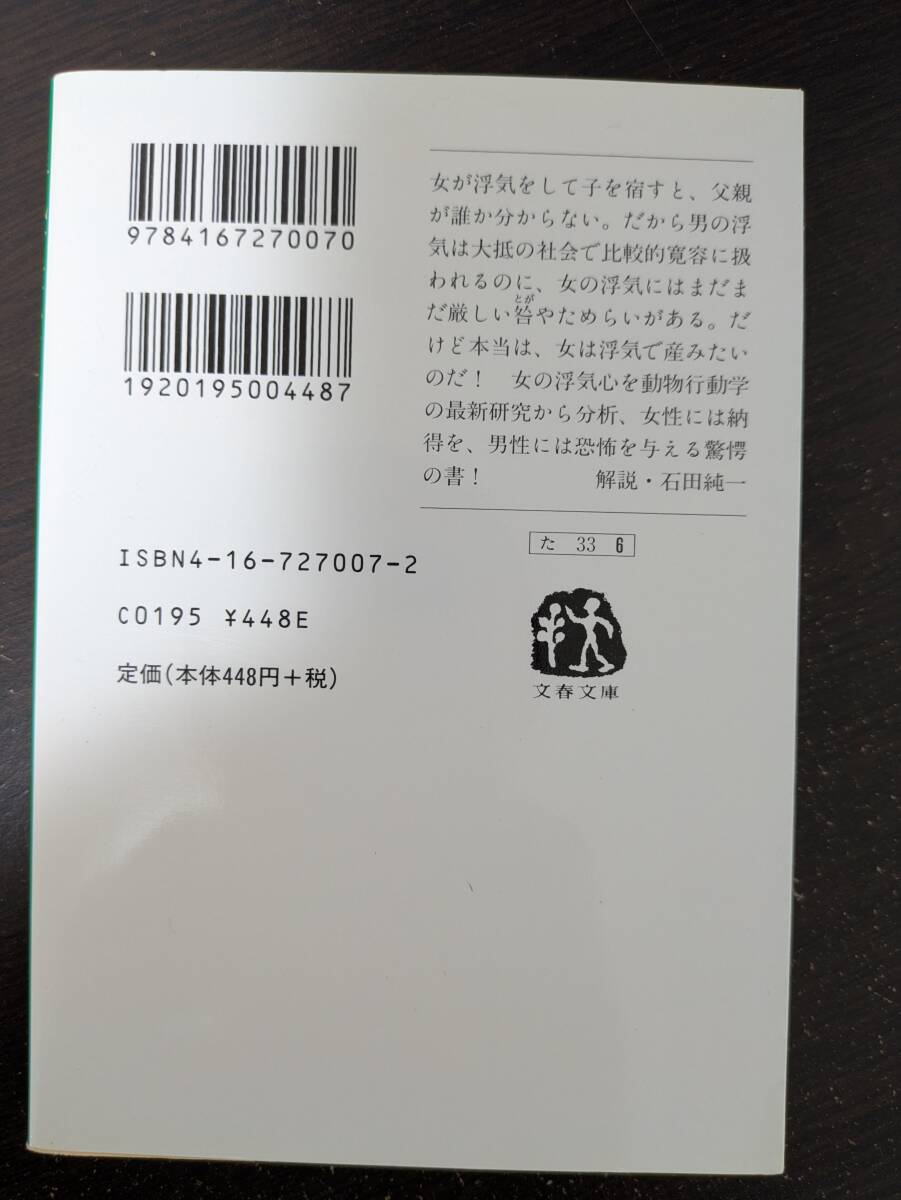 9784167270070
1920195004487
女が浮気をして子を宿すと、父親
が誰か分からない。だから男の浮
気は大抵の社会で比較的寛容に扱
われるのに、女の浮気にはまだま
とが
だ厳しい咎やためらいがある。だ
けど本当は、女は浮気で産みたい
のだ！　女の浮気心を動物行動学
の最新研究から分析、女性には納
得を、男性には恐怖を与える驚愕
の書！　解説・石田純一
ISBN4-16-727007-2
C0195 ¥448E
定価(本体448円+税)
た 33 6
文春文庫